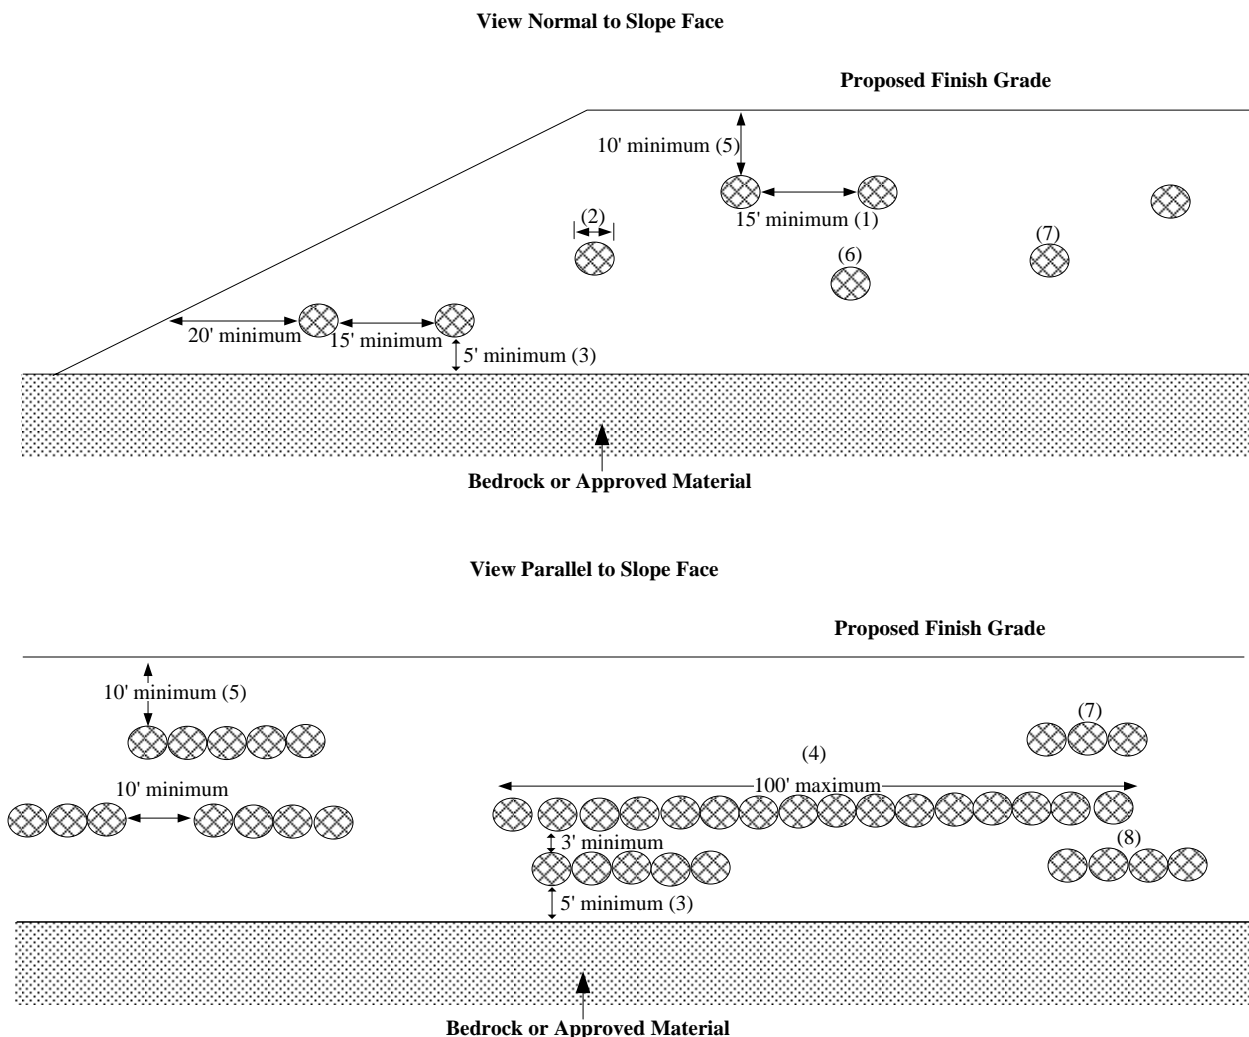 View Normal to Slope Face
Proposed Finish Grade
10' minimum (5)
15' minimum (1)
(2)
(6)
(7)
20' minimum
15' minimum
5' minimum (3)
Bedrock or Approved Material
View Parallel to Slope Face
Proposed Finish Grade
10' minimum (5)
(7)
(4)
100' maximum
10' minimum
3' minimum
(8)
5' minimum (3)
Bedrock or Approved Material